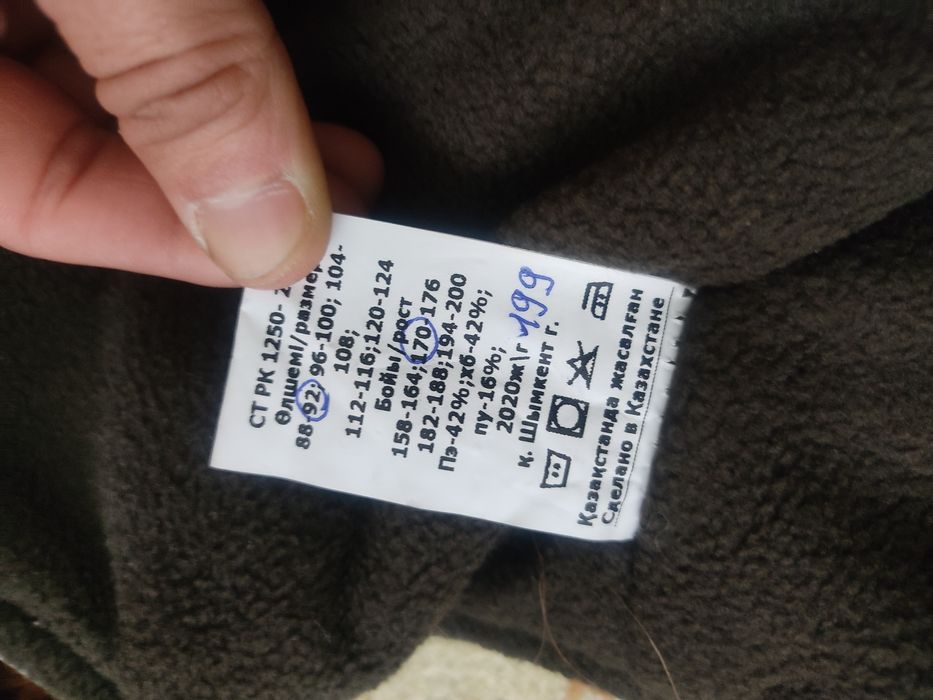 СТ РК 1250-
Өлшемі/размер
88-92; 96-100; 104-
108;
112-116;120-124
Бойы/рост
158-164;170-176
182-188;194-200
Пэ-42%;хб-42%;
пу-16%;
2020ж\г 499
қ. Шымкент г.
Қазақстанда жасалған
Сделано в Казахстане